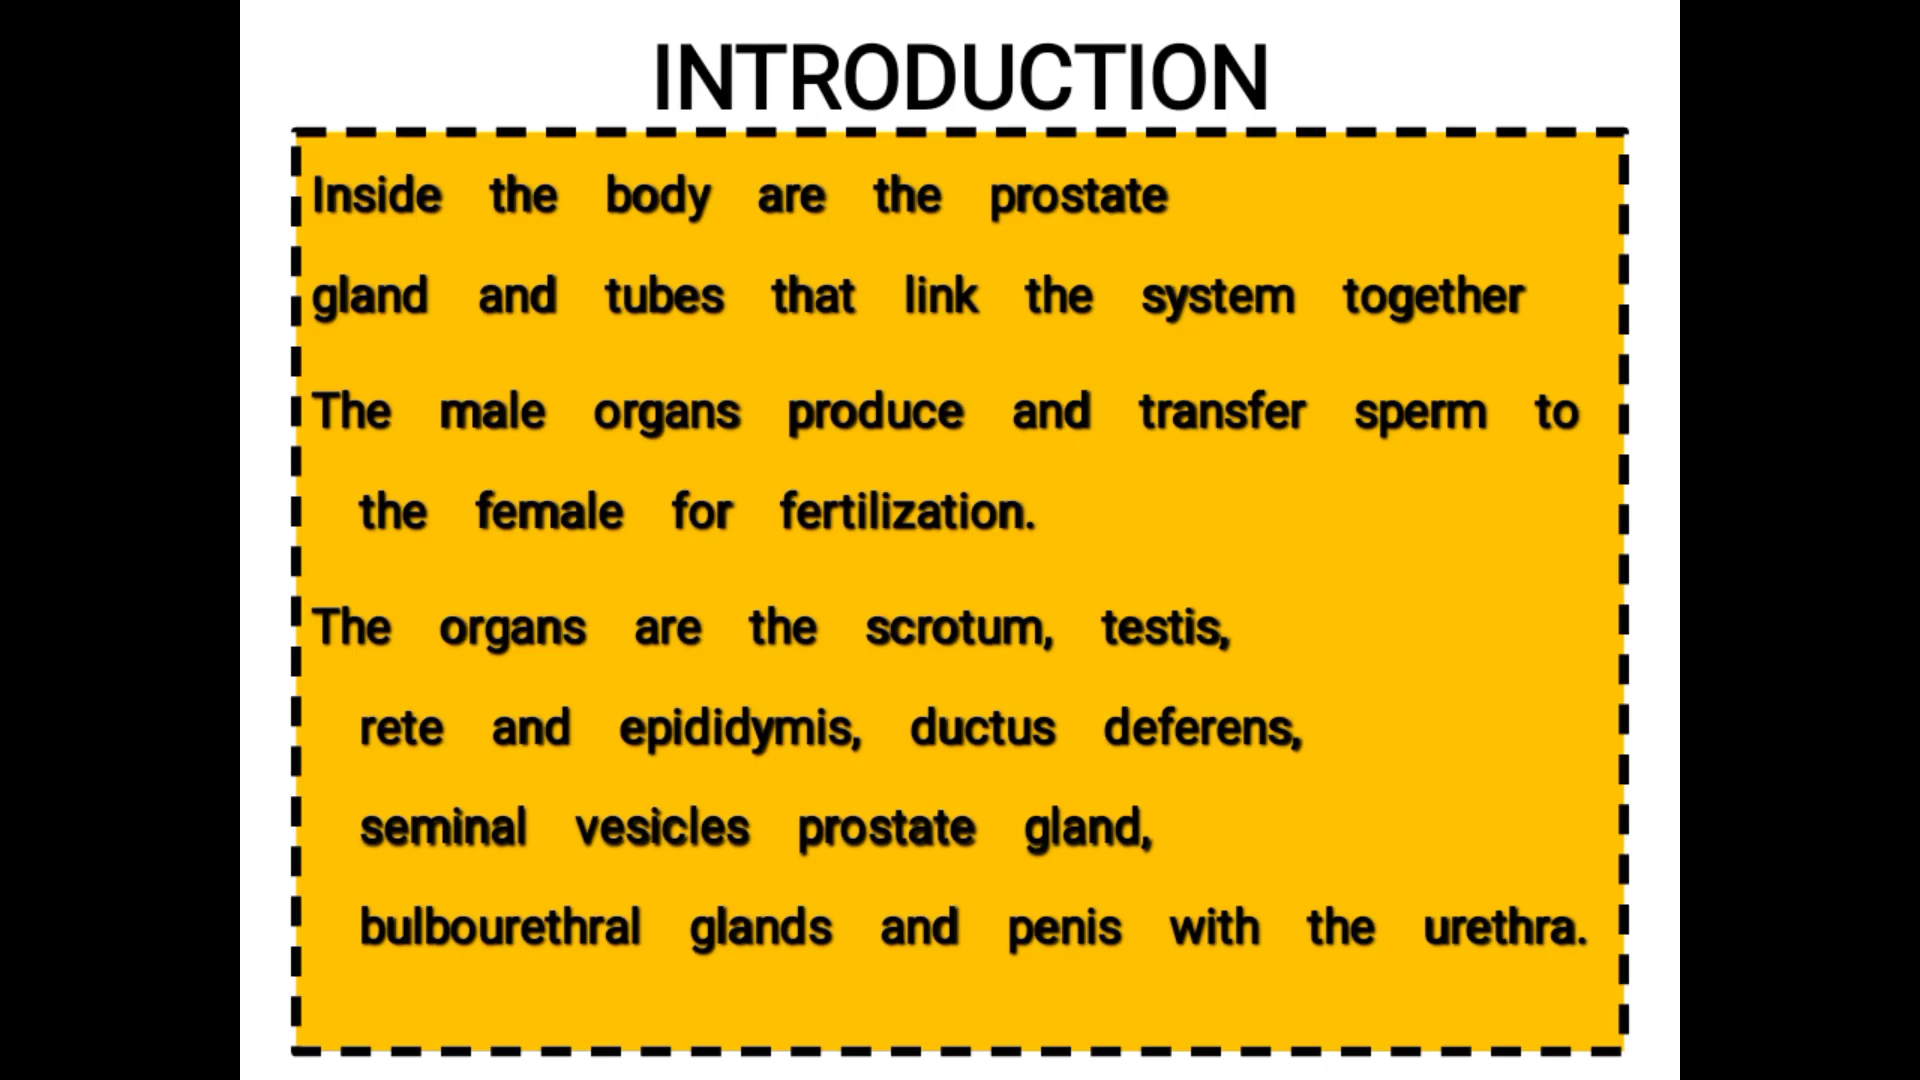 INTRODUCTION
Inside the body are the prostate
gland and tubes that link the system together
The male organs produce and transfer sperm to
the female for fertilization.
The organs are the scrotum, testis,
rete and epididymis, ductus deferens,
seminal vesicles prostate gland,
bulbourethral glands and penis with the urethra.